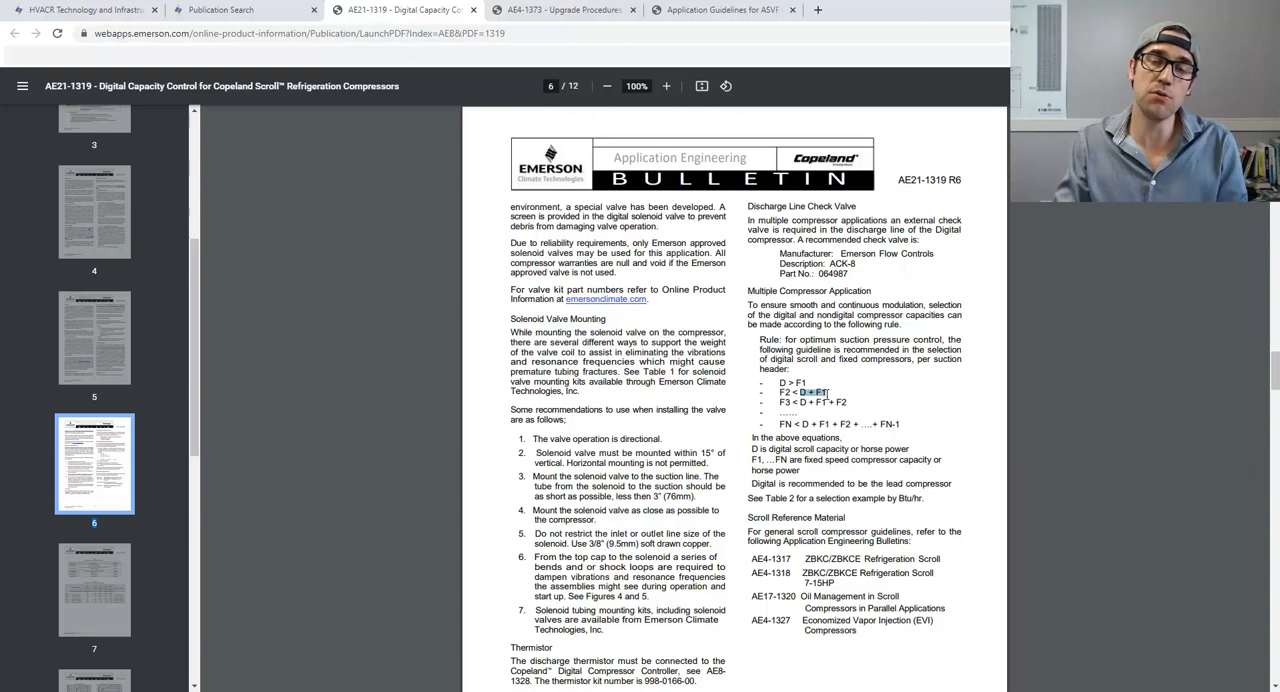 HVACR Technology and Infrastru
Publication Search
AE21-1319 - Digital Capacity Co
AE4-1373 - Upgrade Procedures
Application Guidelines for ASVF
webapps.emerson.com/online-product-information/Publication/LaunchPDF?Index=AEB&PDF=1319
AE21-1319 - Digital Capacity Control for Copeland Scroll™ Refrigeration Compressors
6 / 12
100%
3
4
5
6
7
EMERSON
Climate Technologies
Application Engineering
Copeland
BULLETIN
AE21-1319 R6
environment, a special valve has been developed. A
screen is provided in the digital solenoid valve to prevent
debris from damaging valve operation.
Due to reliability requirements, only Emerson approved
solenoid valves may be used for this application. All
compressor warranties are null and void if the Emerson
approved valve is not used.
For valve kit part numbers refer to Online Product
Information at emersonclimate.com.
Solenoid Valve Mounting
While mounting the solenoid valve on the compressor,
there are several different ways to support the weight
of the valve coil to assist in eliminating the vibrations
and resonance frequencies which might cause
premature tubing fractures. See Table 1 for solenoid
valve mounting kits available through Emerson Climate
Technologies, Inc.
Some recommendations to use when installing the valve
are as follows;
1. The valve operation is directional.
2. Solenoid valve must be mounted within 15° of
vertical. Horizontal mounting is not permitted.
3. Mount the solenoid valve to the suction line. The
tube from the solenoid to the suction should be
as short as possible, less then 3” (76mm).
4. Mount the solenoid valve as close as possible to
the compressor.
5. Do not restrict the inlet or outlet line size of the
solenoid. Use 3/8” (9.5mm) soft drawn copper.
6. From the top cap to the solenoid a series of
bends and or shock loops are required to
dampen vibrations and resonance frequencies
the assemblies might see during operation and
start up. See Figures 4 and 5.
7. Solenoid tubing mounting kits, including solenoid
valves are available from Emerson Climate
Technologies, Inc.
Thermistor
The discharge thermistor must be connected to the
Copeland™ Digital Compressor Controller, see AE8-
1328. The thermistor kit number is 998-0166-00.
Discharge Line Check Valve
In multiple compressor applications an external check
valve is required in the discharge line of the Digital
compressor. A recommended check valve is:
Manufacturer: Emerson Flow Controls
Description: ACK-8
Part No.: 064987
Multiple Compressor Application
To ensure smooth and continuous modulation, selection
of the digital and nondigital compressor capacities can
be made according to the following rule.
Rule: for optimum suction pressure control, the
following guideline is recommended in the selection
of digital scroll and fixed compressors, per suction
header:
- D > F1
- F2 < D + F1
- F3 < D + F1 + F2
- ......
- FN < D + F1 + F2 + ....+ FN-1
In the above equations,
D is digital scroll capacity or horse power
F1, ...FN are fixed speed compressor capacity or
horse power
Digital is recommended to be the lead compressor
See Table 2 for a selection example by Btu/hr.
Scroll Reference Material
For general scroll compressor guidelines, refer to the
following Application Engineering Bulletins:
AE4-1317 ZBKC/ZBKCE Refrigeration Scroll
AE4-1318 ZBKC/ZBKCE Refrigeration Scroll
7-15HP
AE17-1320 Oil Management in Scroll
Compressors in Parallel Applications
AE4-1327 Economized Vapor Injection (EVI)
Compressors